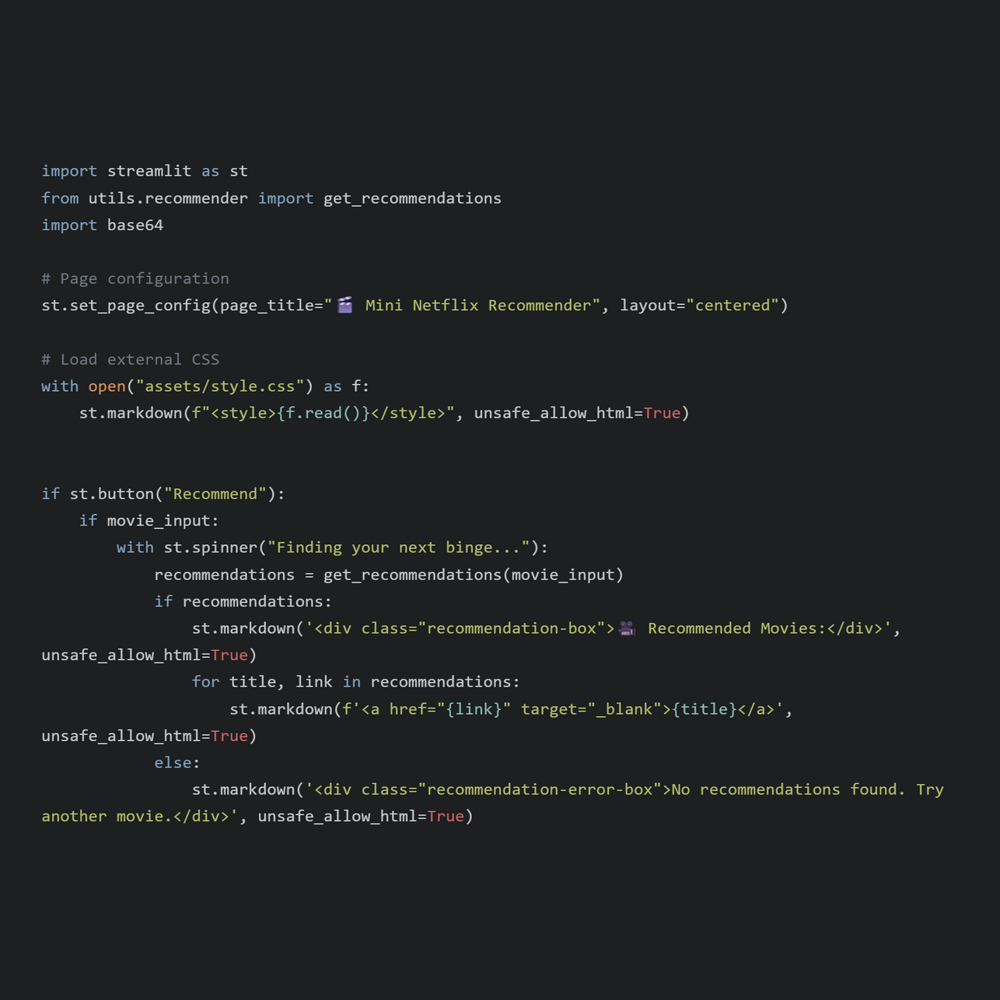 import streamlit as st
from utils.recommender import get_recommendations
import base64

# Page configuration
st.set_page_config(page_title="🎬 Mini Netflix Recommender", layout="centered")

# Load external CSS
with open("assets/style.css") as f:
    st.markdown(f"<style>{f.read()}</style>", unsafe_allow_html=True)


if st.button("Recommend"):
    if movie_input:
        with st.spinner("Finding your next binge..."):
            recommendations = get_recommendations(movie_input)
            if recommendations:
                st.markdown('<div class="recommendation-box">🎥 Recommended Movies:</div>',
unsafe_allow_html=True)
                for title, link in recommendations:
                    st.markdown(f'<a href="{link}" target="_blank">{title}</a>',
unsafe_allow_html=True)
            else:
                st.markdown('<div class="recommendation-error-box">No recommendations found. Try
another movie.</div>', unsafe_allow_html=True)